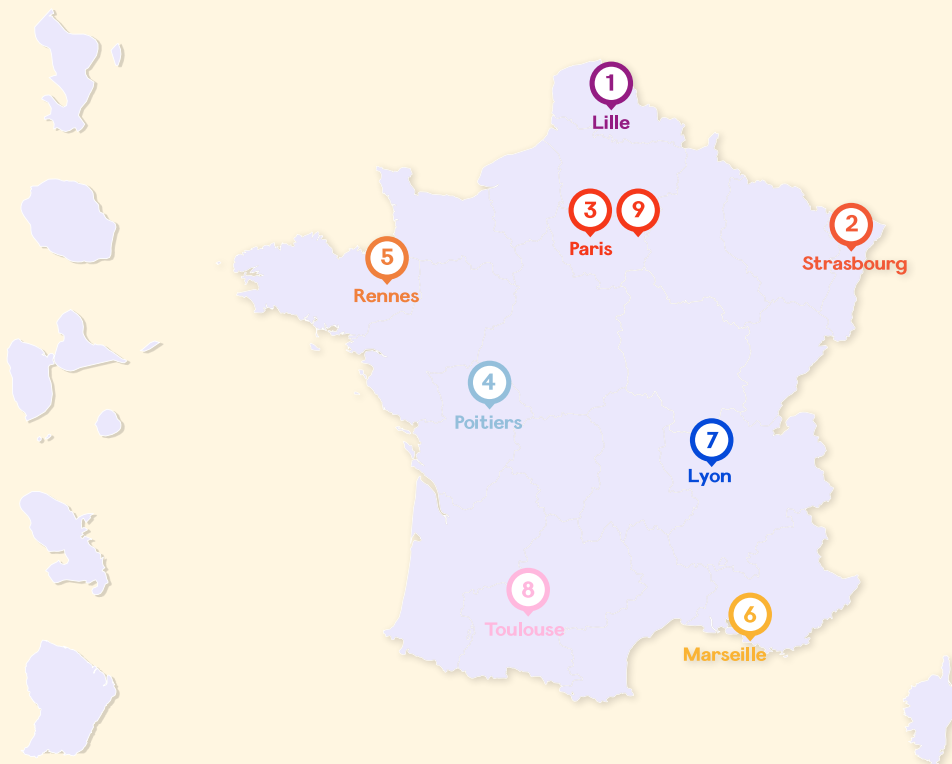 1
Lille
3 9
Paris
2
Strasbourg
5
Rennes
4
Poitiers
7
Lyon
8
Toulouse
6
Marseille